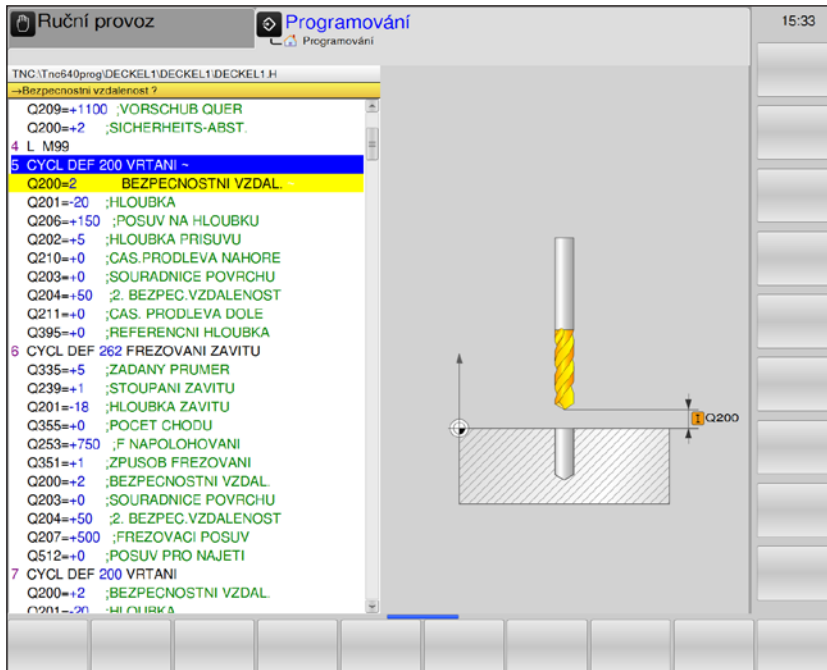 Ruční provoz
Programování
Programování
15:33
TNC:\Tnc640prog\DECKEL1\DECKEL1\DECKEL1.H
→Bezpecnostni vzdalenost ?
Q209=+1100 ;VORSCHUB QUER
Q200=+2 ;SICHERHEITS-ABST.
4 L M99
5 CYCL DEF 200 VRTANI ~
Q200=2 BEZPECNOSTNI VZDAL. ~
Q201=-20 ;HLOUBKA
Q206=+150 ;POSUV NA HLOUBKU
Q202=+5 ;HLOUBKA PRISUVU
Q210=+0 ;CAS.PRODLEVA NAHORE
Q203=+0 ;SOURADNICE POVRCHU
Q204=+50 ;2. BEZPEC.VZDALENOST
Q211=+0 ;CAS. PRODLEVA DOLE
Q395=+0 ;REFERENCNI HLOUBKA
6 CYCL DEF 262 FREZOVANI ZAVITU
Q335=+5 ;ZADANY PRUMER
Q239=+1 ;STOUPANI ZAVITU
Q201=-18 ;HLOUBKA ZAVITU
Q355=+0 ;POCET CHODU
Q253=+750 ;F NAPOLOHOVANI
Q351=+1 ;ZPUSOB FREZOVANI
Q200=+2 ;BEZPECNOSTNI VZDAL.
Q203=+0 ;SOURADNICE POVRCHU
Q204=+50 ;2. BEZPEC.VZDALENOST
Q207=+500 ;FREZOVACI POSUV
Q512=+0 ;POSUV PRO NAJETI
7 CYCL DEF 200 VRTANI
Q200=+2 ;BEZPECNOSTNI VZDAL.
Q201=-20 ;HLOUBKA
Q200